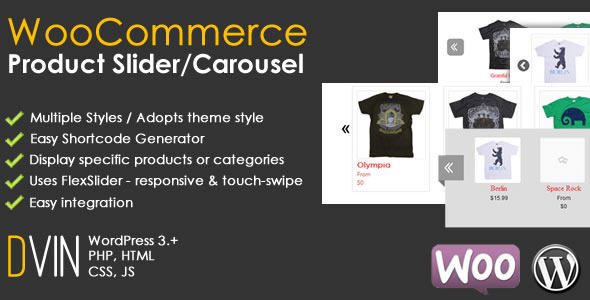 WooCommerce
Product Slider/Carousel
Multiple Styles / Adopts theme style
Easy Shortcode Generator
Display specific products or categories
Uses FlexSlider - responsive & touch-swipe
Easy integration
DVIN
WordPress 3.+
PHP, HTML
CSS, JS
Olympia
From
$0
BERLIN
Berlin
$15.99
Space Rock
From
$0
WOO
W